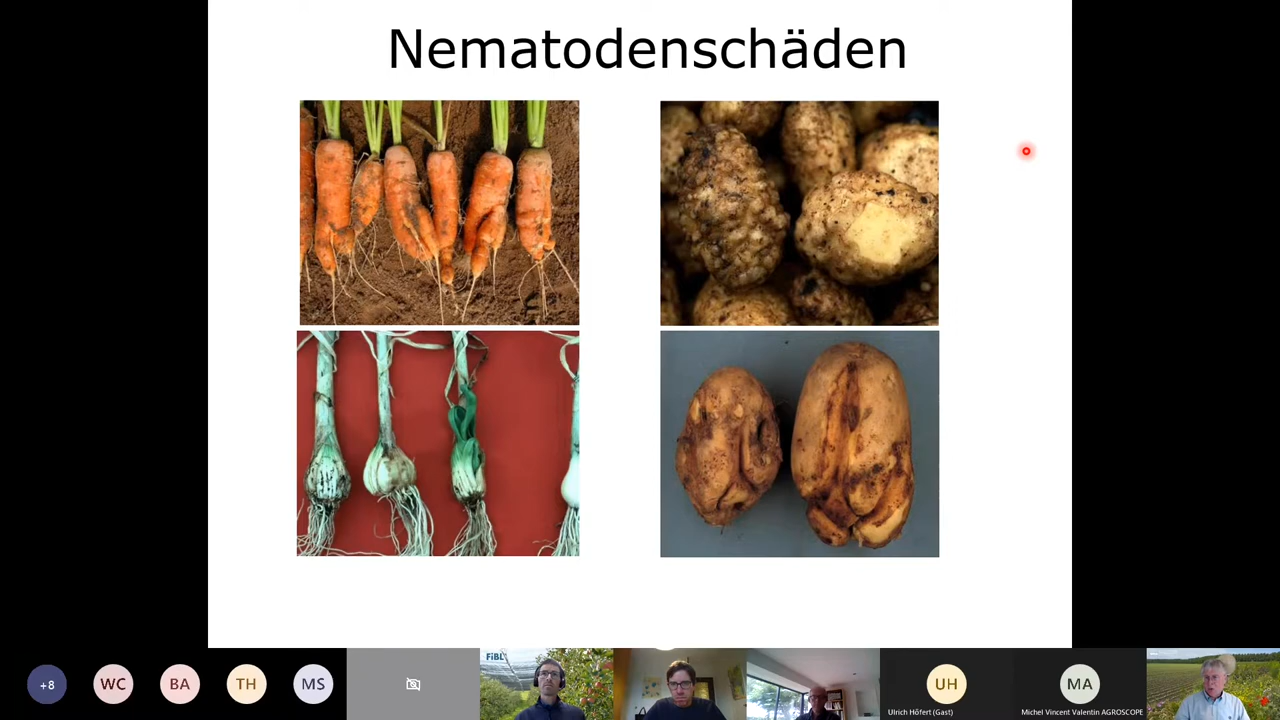 Nematodenschäden
+8
WC
BA
TH
MS
FiBL
UH
Ulrich Höfert (Gast)
MA
Michel Vincent Valentin AGROSCOPE